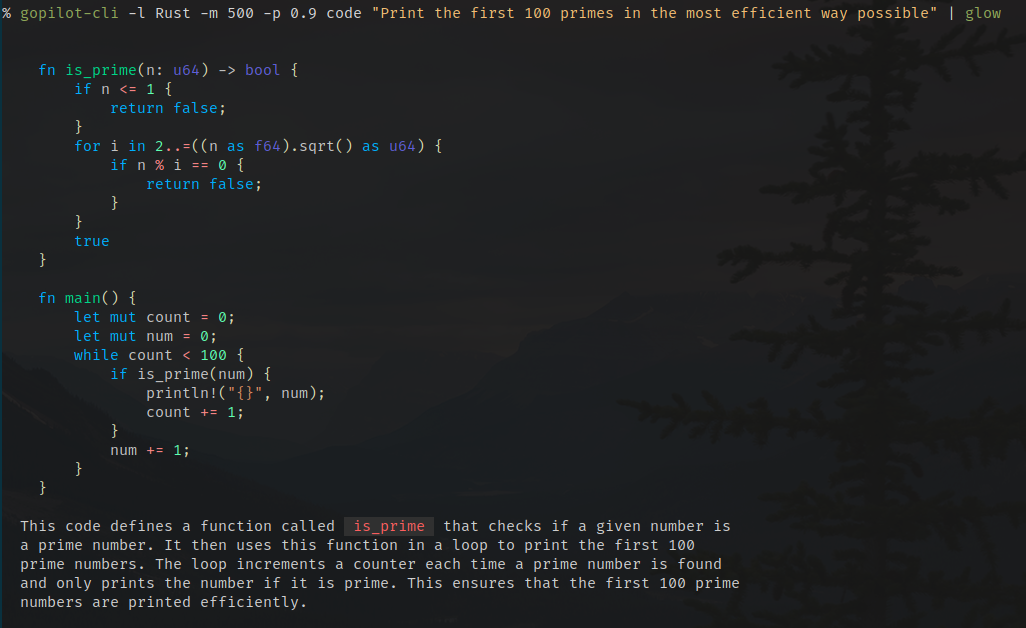 % gopilot-cli -l Rust -m 500 -p 0.9 code "Print the first 100 primes in the most efficient way possible" | glow
fn is_prime(n: u64) -> bool {
    if n <= 1 {
        return false;
    }
    for i in 2..=((n as f64).sqrt() as u64) {
        if n % i == 0 {
            return false;
        }
    }
    true
}
fn main() {
    let mut count = 0;
    let mut num = 0;
    while count < 100 {
        if is_prime(num) {
            println!("{}", num);
            count += 1;
        }
        num += 1;
    }
}
This code defines a function called is_prime that checks if a given number is
a prime number. It then uses this function in a loop to print the first 100
prime numbers. The loop increments a counter each time a prime number is found
and only prints the number if it is prime. This ensures that the first 100 prime
numbers are printed efficiently.